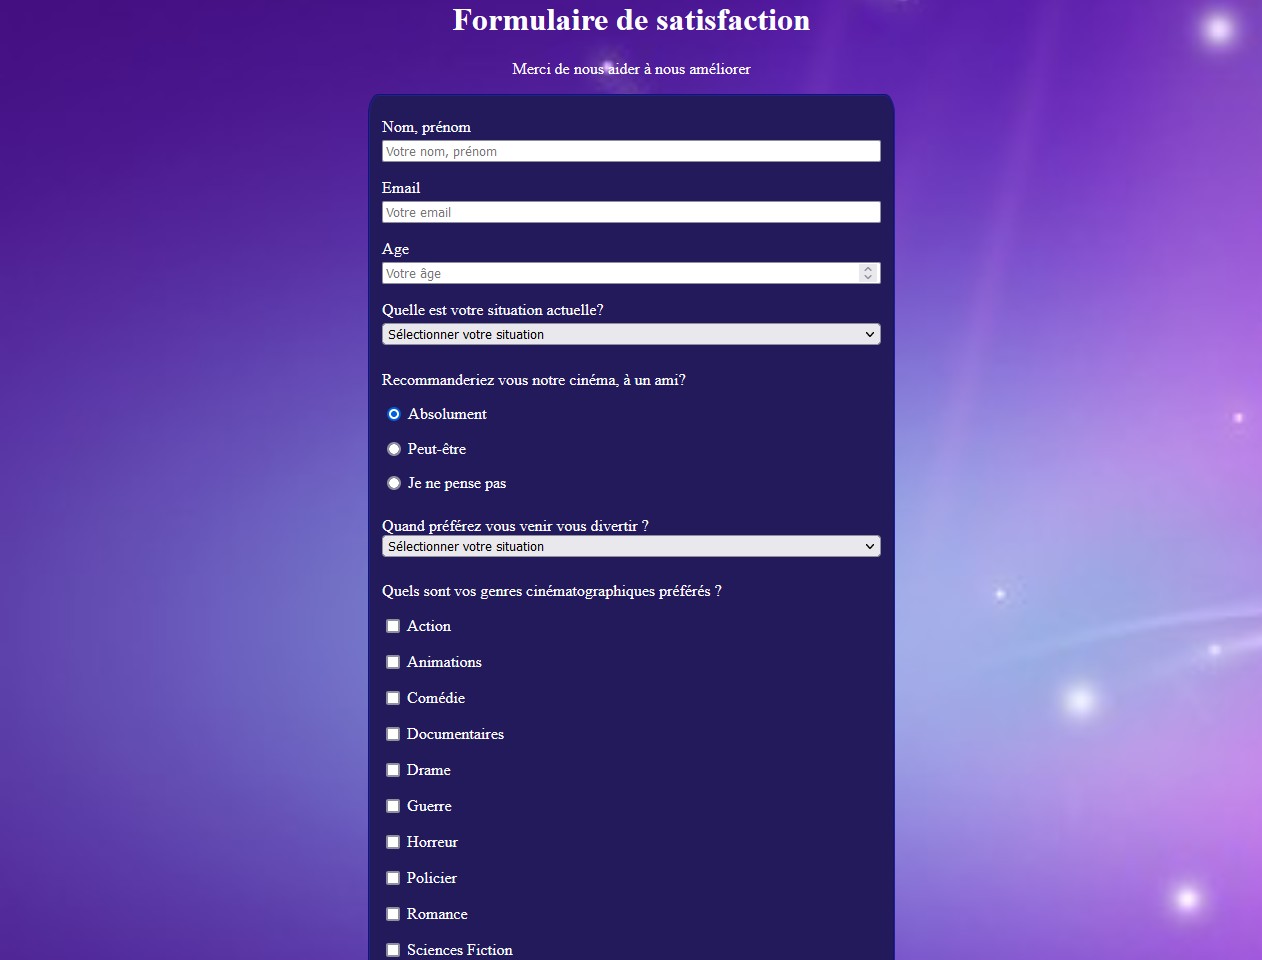 Formulaire de satisfaction
Merci de nous aider à nous améliorer
Nom, prénom
Votre nom, prénom
Email
Votre email
Age
Votre âge
Quelle est votre situation actuelle?
Sélectionner votre situation
Recommanderiez vous notre cinéma, à un ami?
Absolument
Peut-être
Je ne pense pas
Quand préférez vous venir vous divertir ?
Sélectionner votre situation
Quels sont vos genres cinématographiques préférés ?
Action
Animations
Comédie
Documentaires
Drame
Guerre
Horreur
Policier
Romance
Sciences Fiction